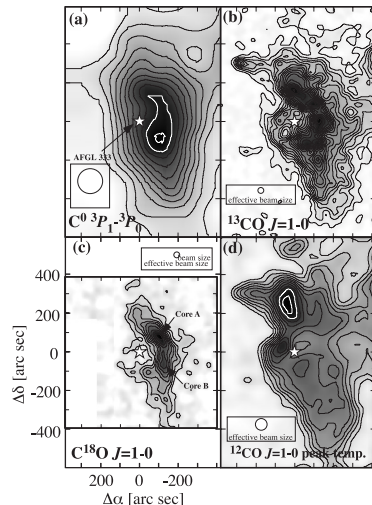 (a)
AFGL 333
C⁰ ³P₁-³P₀
(b)
effective beam size
¹³CO J=1-0
(c)
beam size
effective beam size
Core A
Core B
C¹⁸O J=1-0
(d)
effective beam size
¹²CO J=1-0 peak temp.
400
200
0
-200
-400
Δδ [arc sec]
200 0 -200
Δα [arc sec]